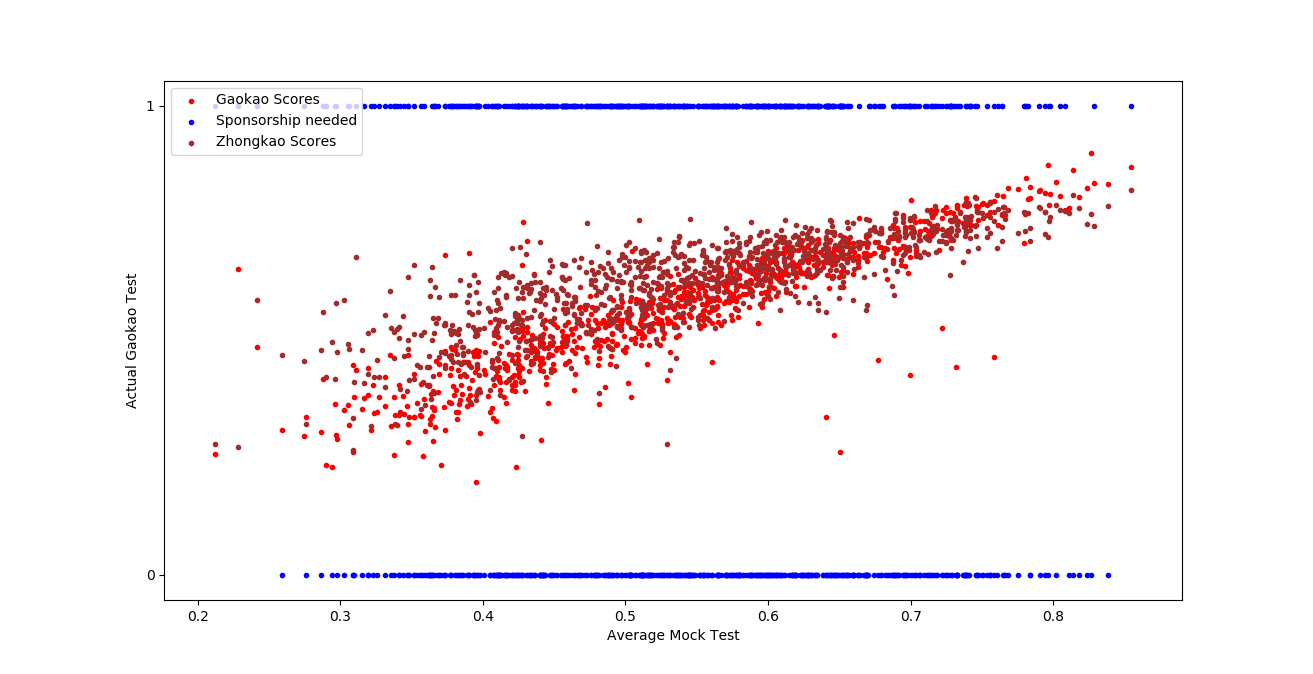 Gaokao Scores
Sponsorship needed
Zhongkao Scores
1
0
Actual Gaokao Test
0.2 0.3 0.4 0.5 0.6 0.7 0.8
Average Mock Test